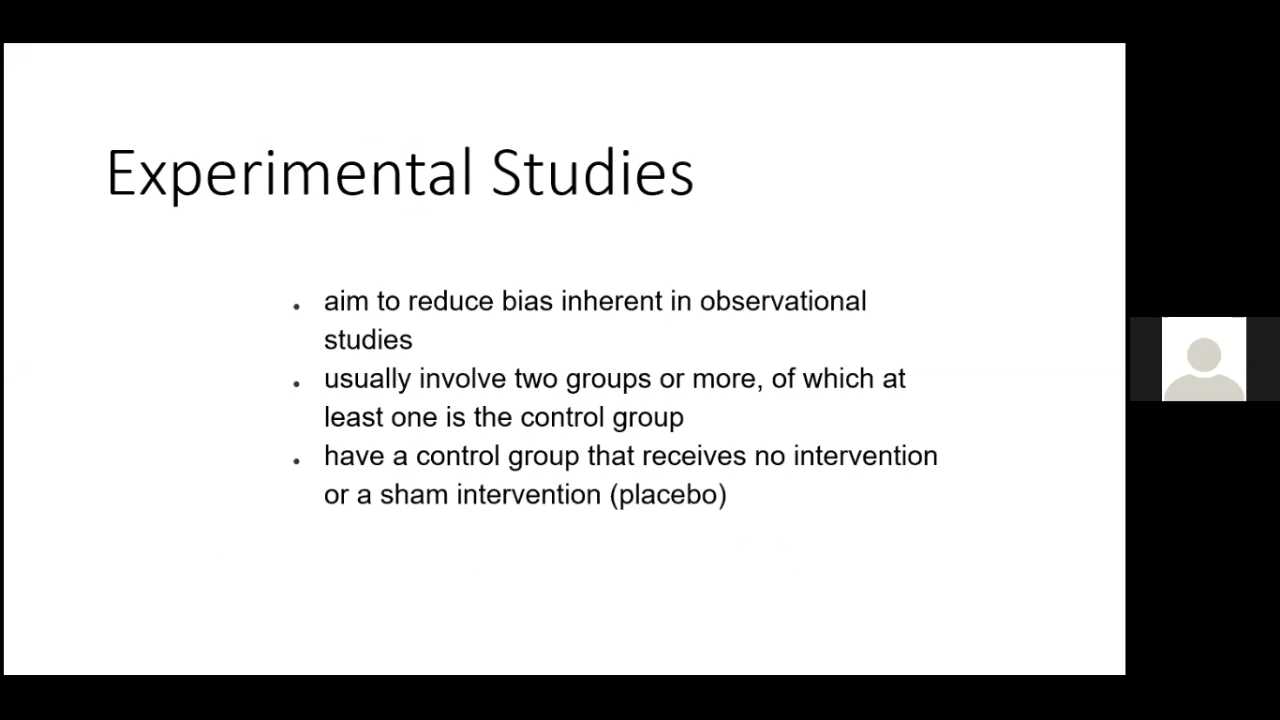 Experimental Studies
• aim to reduce bias inherent in observational
studies
• usually involve two groups or more, of which at
least one is the control group
• have a control group that receives no intervention
or a sham intervention (placebo)